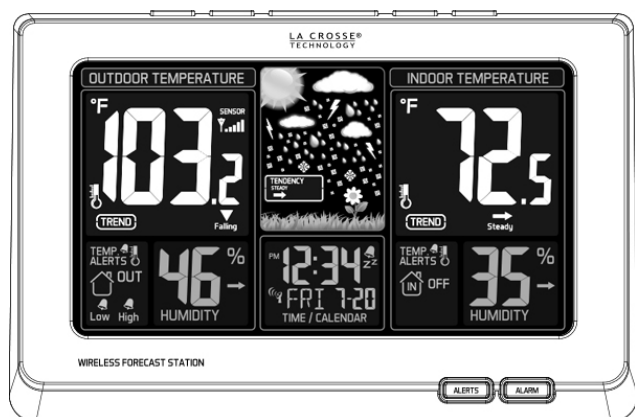 LA CROSSE®
TECHNOLOGY
OUTDOOR TEMPERATURE
°F
103.2
SENSOR
TREND
Falling
TENDENCY
STEADY
INDOOR TEMPERATURE
°F
72.5
TREND
Steady
TEMP
ALERTS
OUT
Low High
46 %
HUMIDITY
PM 12:34 Zz
FRI 7-20
TIME / CALENDAR
TEMP
ALERTS
IN OFF
35 %
HUMIDITY
WIRELESS FORECAST STATION
ALERTS
ALARM